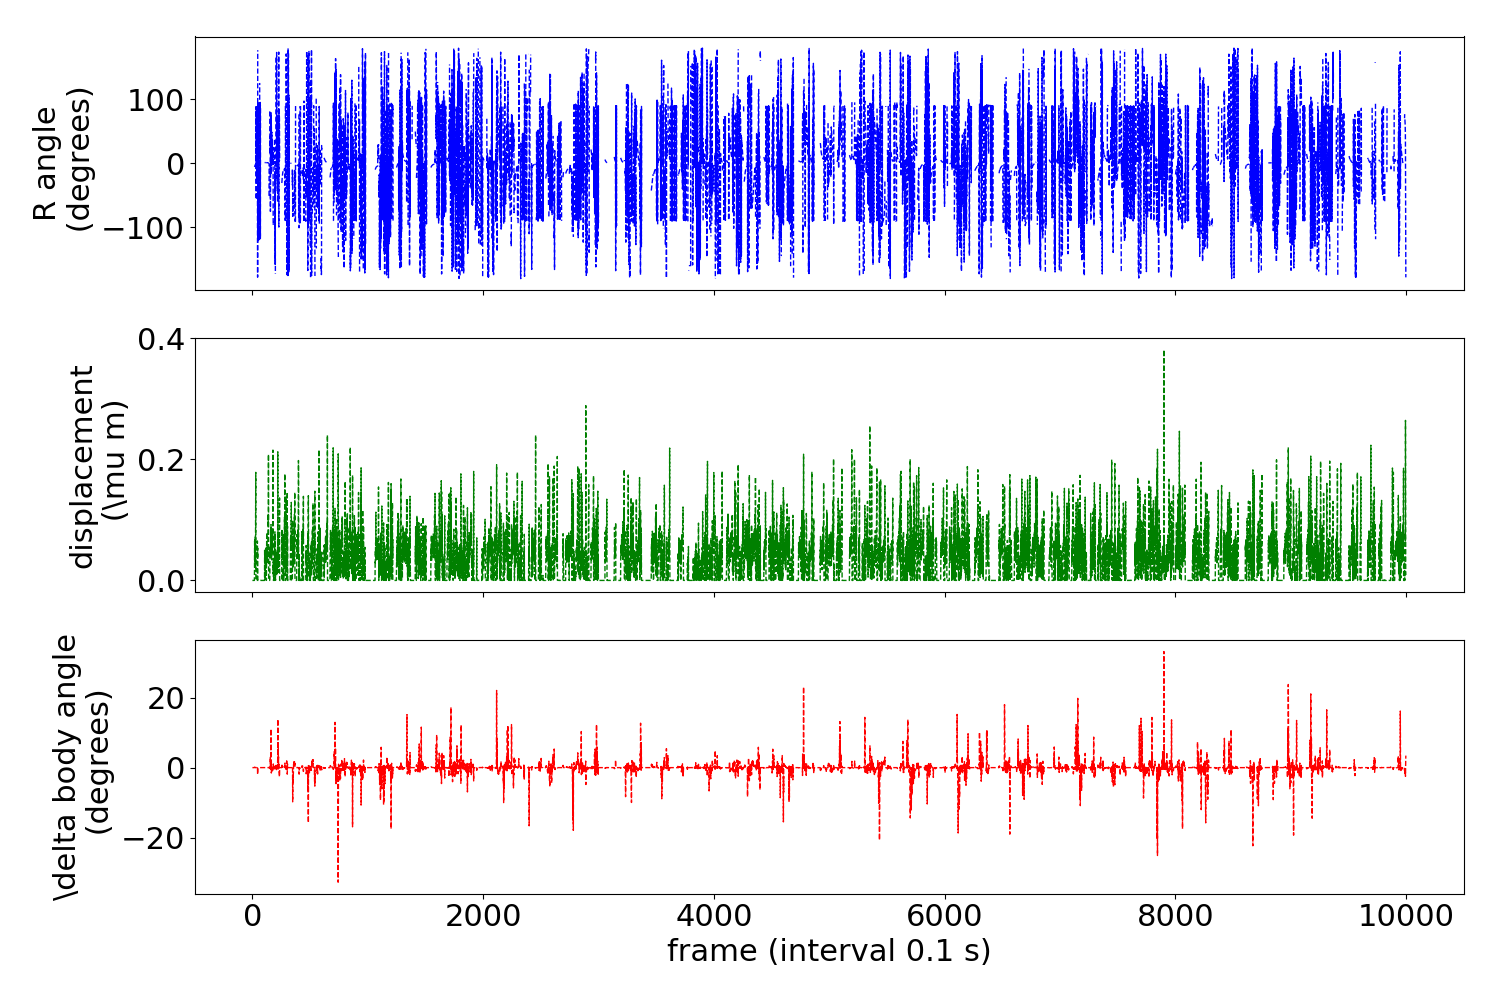 R angle
(degrees)
100
0
−100
displacement
(\mu m)
0.4
0.2
0.0
\delta body angle
(degrees)
20
0
−20
0 2000 4000 6000 8000 10000
frame (interval 0.1 s)